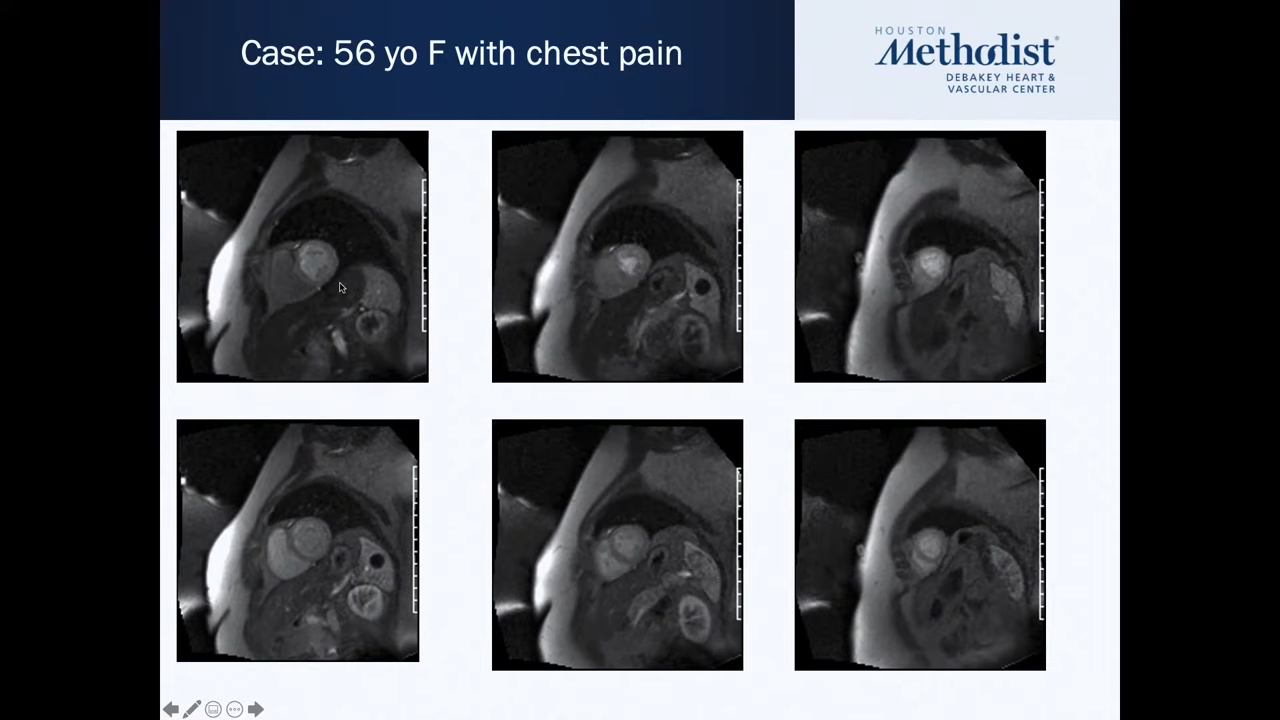 Case: 56 yo F with chest pain
HOUSTON
Methodist®
DEBAKEY HEART &
VASCULAR CENTER